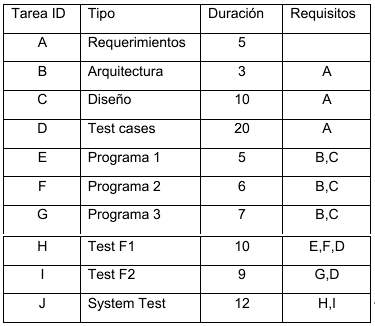 Tarea ID Tipo Duración Requisitos
A Requerimientos 5
B Arquitectura 3 A
C Diseño 10 A
D Test cases 20 A
E Programa 1 5 B,C
F Programa 2 6 B,C
G Programa 3 7 B,C
H Test F1 10 E,F,D
I Test F2 9 G,D
J System Test 12 H,I